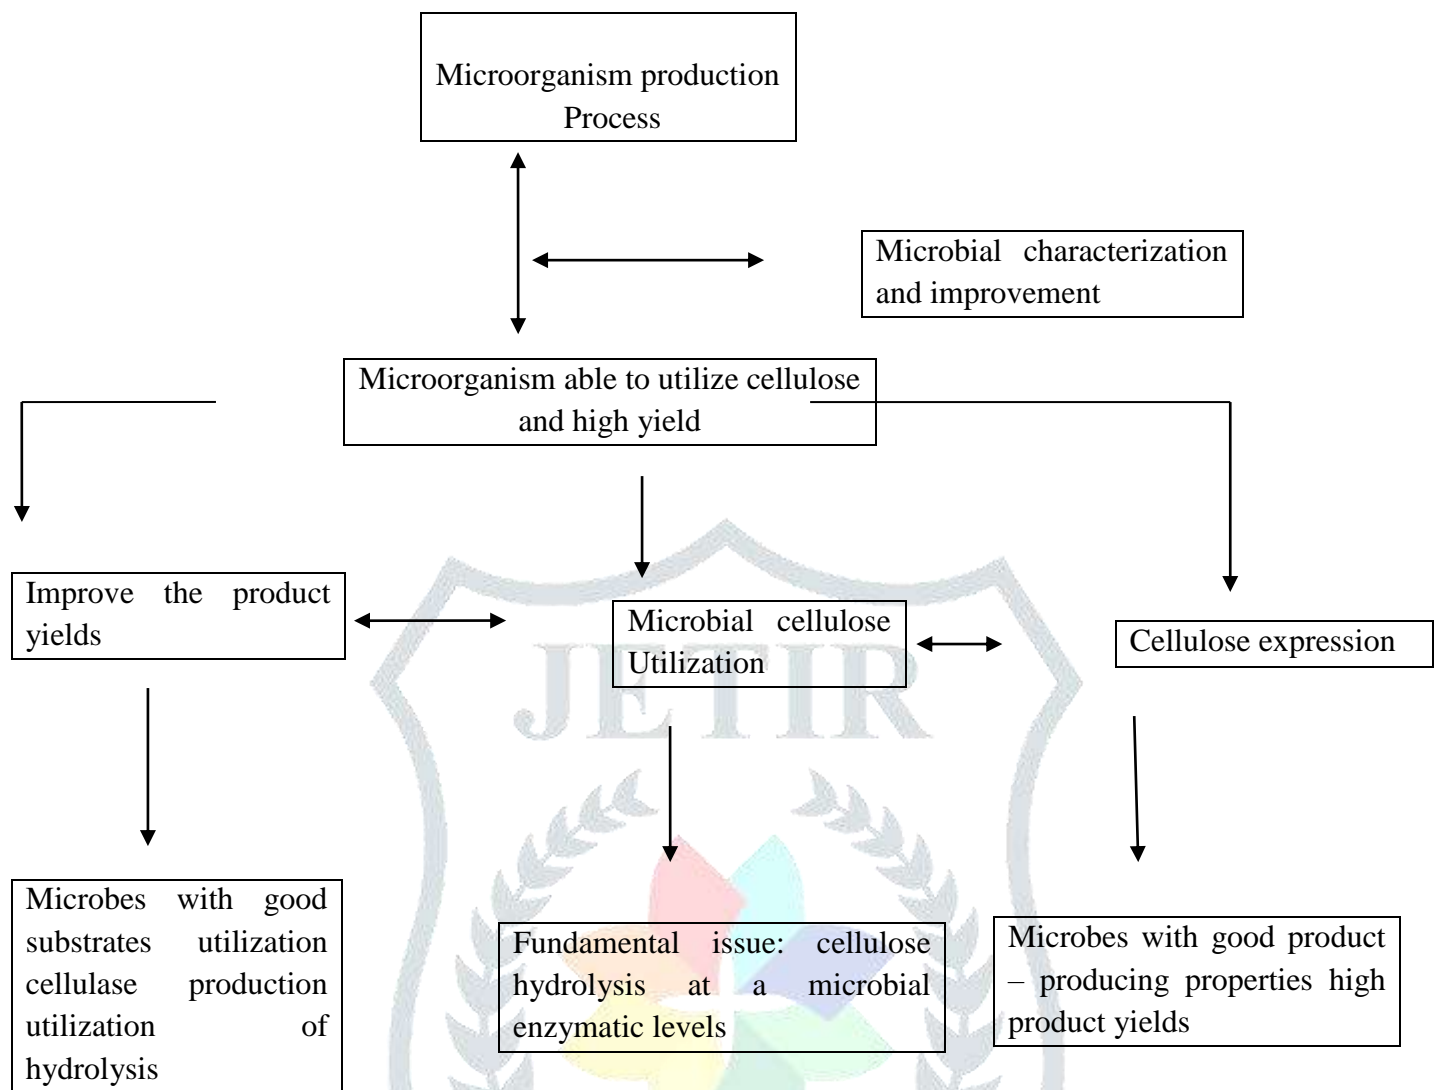 Microorganism production
Process
Microbial characterization
and improvement
Microorganism able to utilize cellulose
and high yield
Improve the product
yields
Microbial cellulose
Utilization
Cellulose expression
JETIR
Microbes with good
substrates utilization
cellulase production
utilization of
hydrolysis
Fundamental issue: cellulose
hydrolysis at a microbial
enzymatic levels
Microbes with good product
– producing properties high
product yields